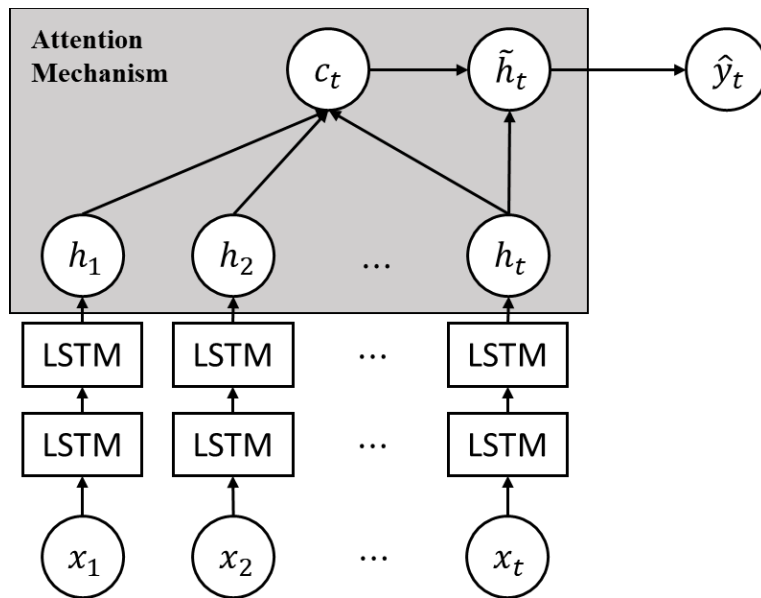 Attention
Mechanism
c_t
h̃_t
ŷ_t
h_1 h_2 ... h_t
LSTM LSTM ... LSTM
LSTM LSTM ... LSTM
x_1 x_2 ... x_t